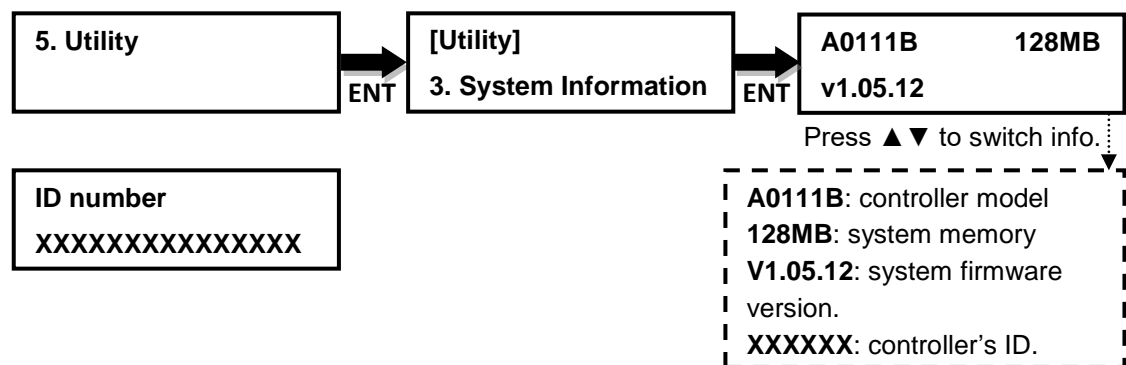 5. Utility
ENT
[Utility]
3. System Information
ENT
A0111B 128MB
v1.05.12
Press ▲▼ to switch info.
ID number
XXXXXXXXXXXXXXX
A0111B: controller model
128MB: system memory
V1.05.12: system firmware
version.
XXXXXX: controller's ID.